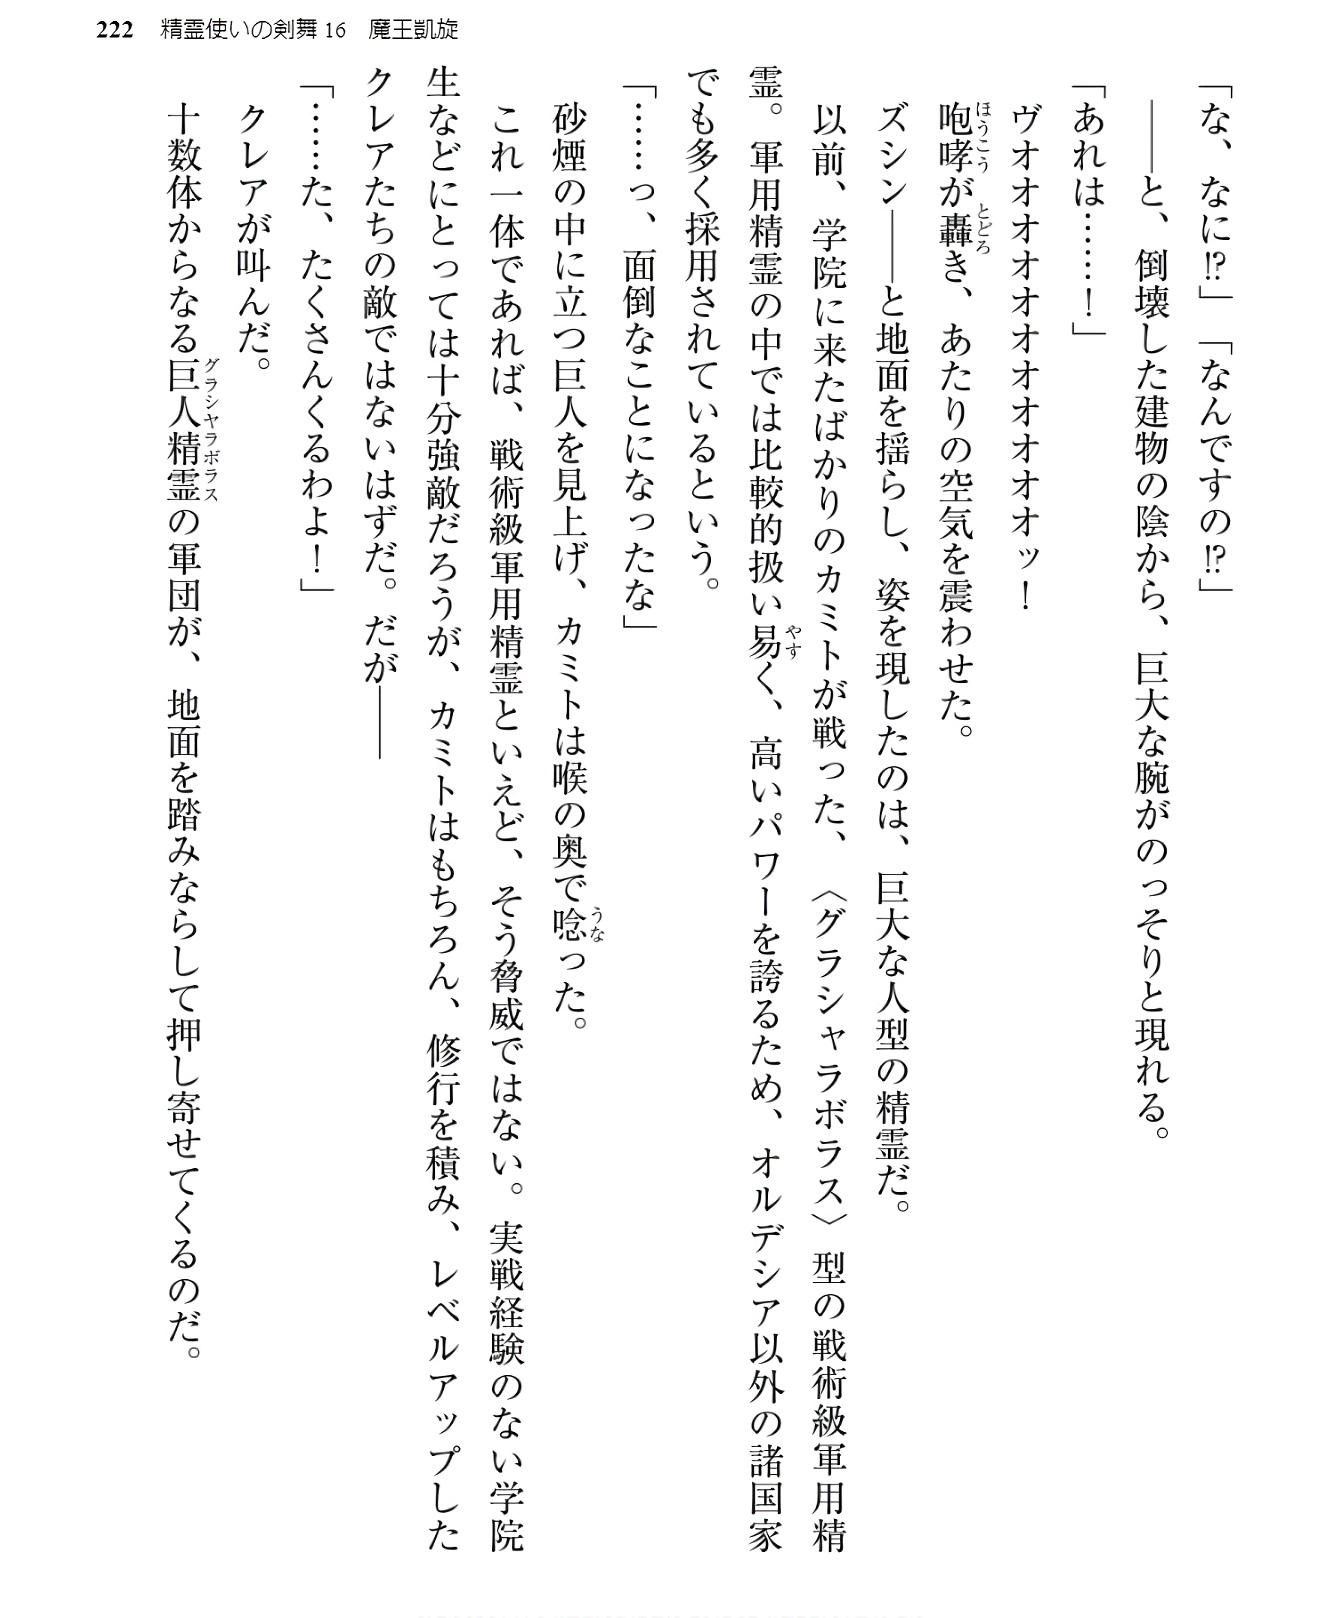 222　精霊使いの剣舞 16　魔王凱旋
「な、なに!?」「なんですの!?」
――と、倒壊した建物の陰から、巨大な腕がのっそりと現れる。
「あれは……！」
ヴオオオオオオオオオオオッ！
咆哮が轟き、あたりの空気を震わせた。
ズシン――と地面を揺らし、姿を現したのは、巨大な人型の精霊だ。
以前、学院に来たばかりのカミトが戦った、〈グラシャラボラス〉型の戦術級軍用精
霊。軍用精霊の中では比較的扱い易く、高いパワーを誇るため、オルデシア以外の諸国家
でも多く採用されているという。
「……っ、面倒なことになったな」
砂煙の中に立つ巨人を見上げ、カミトは喉の奥で唸った。
これ一体であれば、戦術級軍用精霊といえど、そう脅威ではない。実戦経験のない学院
生などにとっては十分強敵だろうが、カミトはもちろん、修行を積み、レベルアップした
クレアたちの敵ではないはずだ。だが――
「……た、たくさんくるわよ！」
クレアが叫んだ。
十数体からなる巨人精霊の軍団が、地面を踏みならして押し寄せてくるのだ。
ほうこう
とどろ
やす
うな
グラシヤラボラス